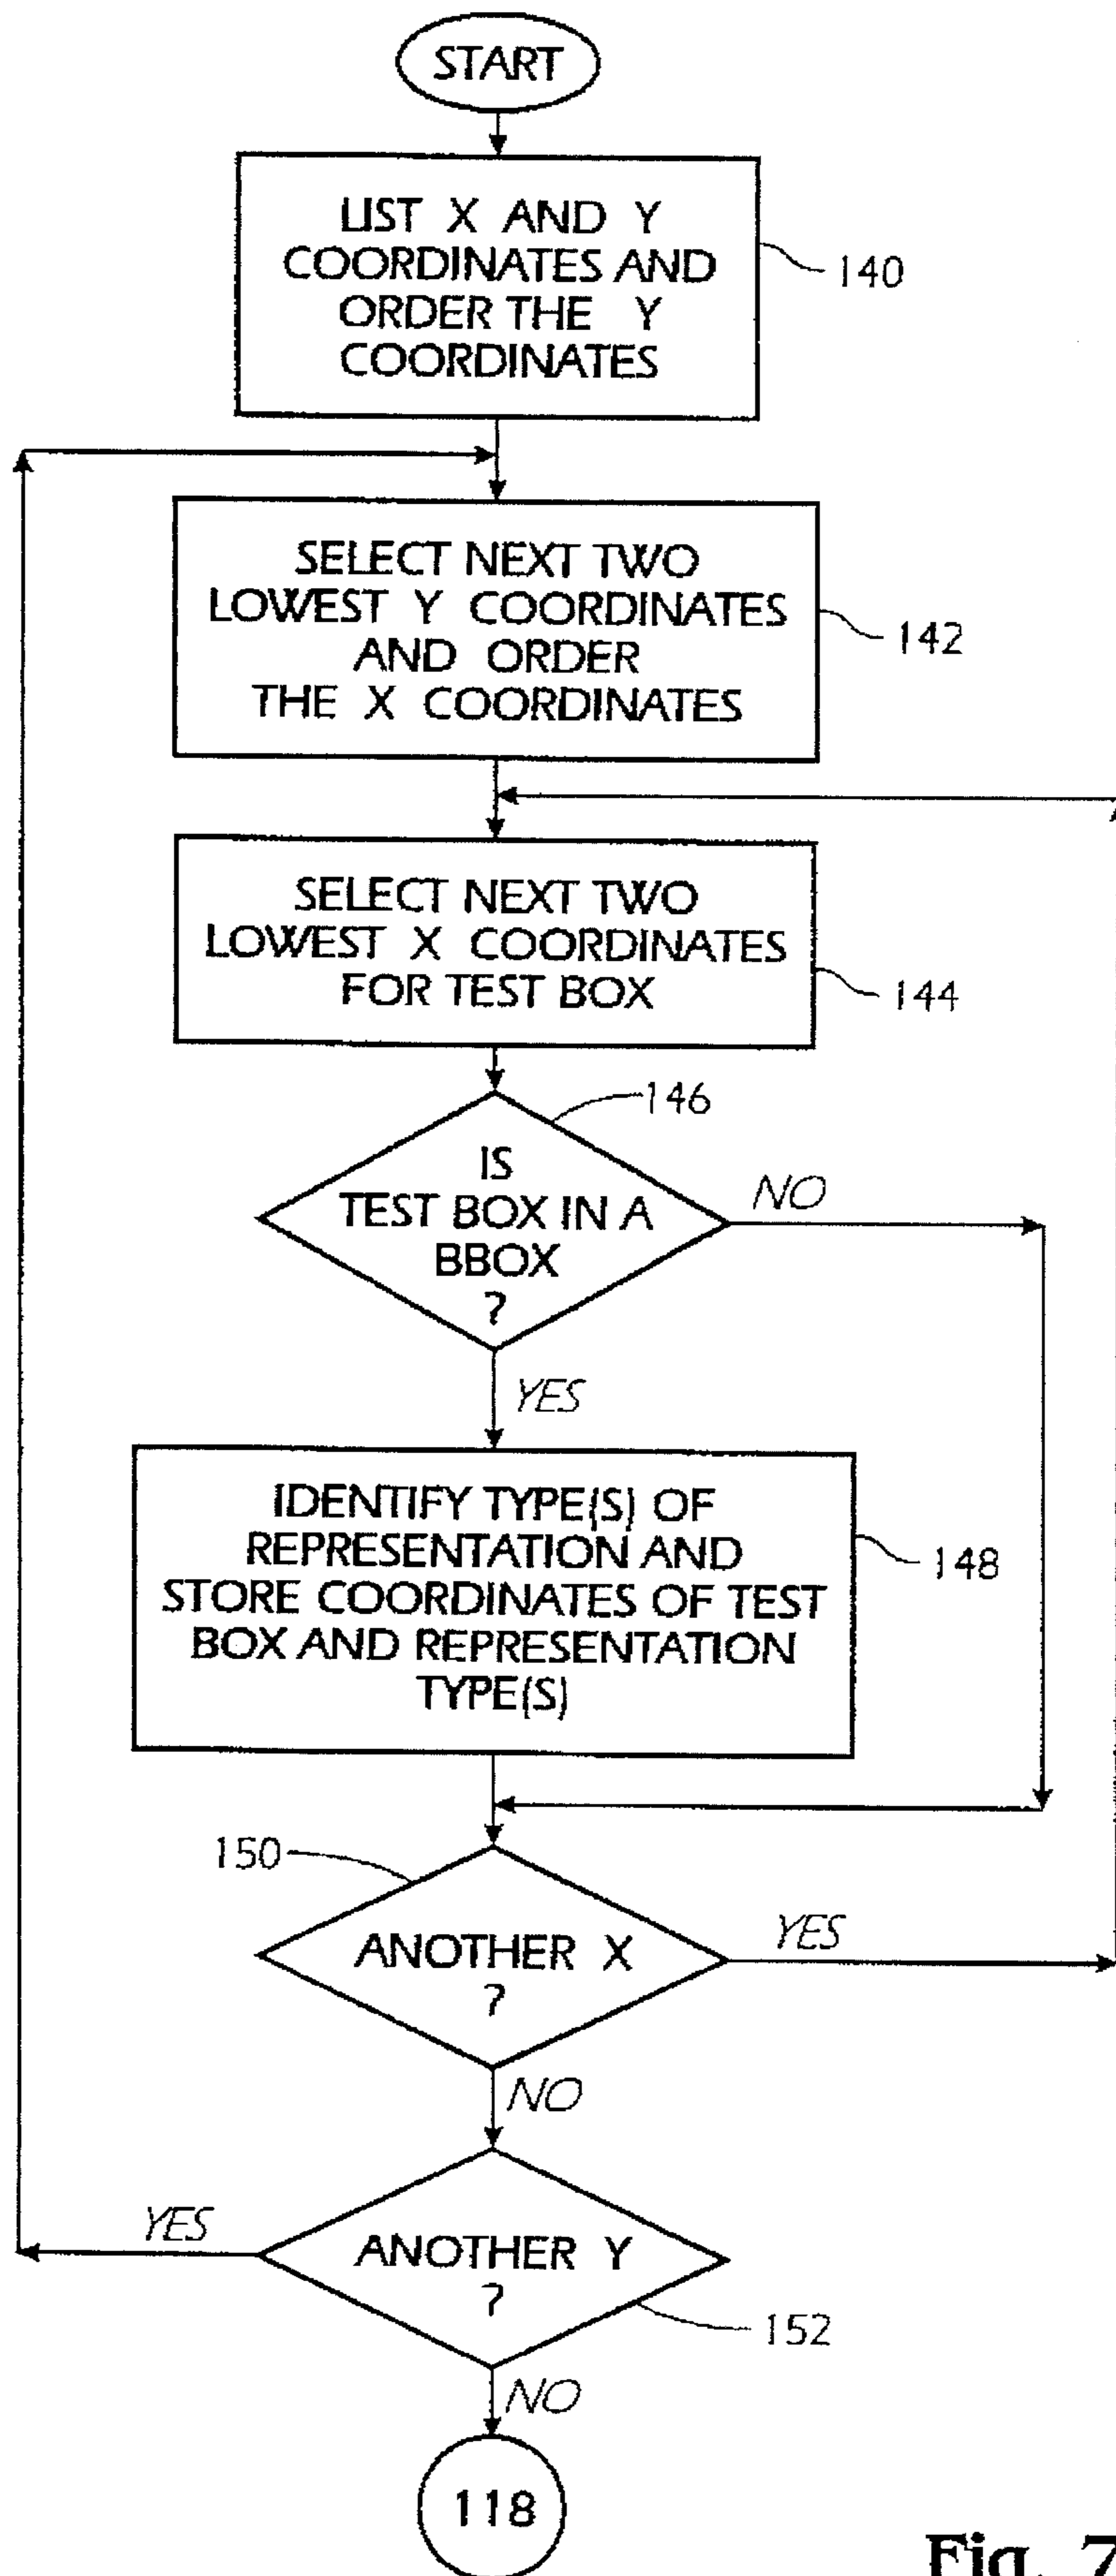 START
LIST X AND Y
COORDINATES AND
ORDER THE Y
COORDINATES
140
SELECT NEXT TWO
LOWEST Y COORDINATES
AND ORDER
THE X COORDINATES
142
SELECT NEXT TWO
LOWEST X COORDINATES
FOR TEST BOX
144
146
IS
TEST BOX IN A
BBOX
?
NO
YES
IDENTIFY TYPE(S) OF
REPRESENTATION AND
STORE COORDINATES OF TEST
BOX AND REPRESENTATION
TYPE(S)
148
150
ANOTHER X
?
YES
NO
ANOTHER Y
?
YES
152
NO
118
Fig. 7